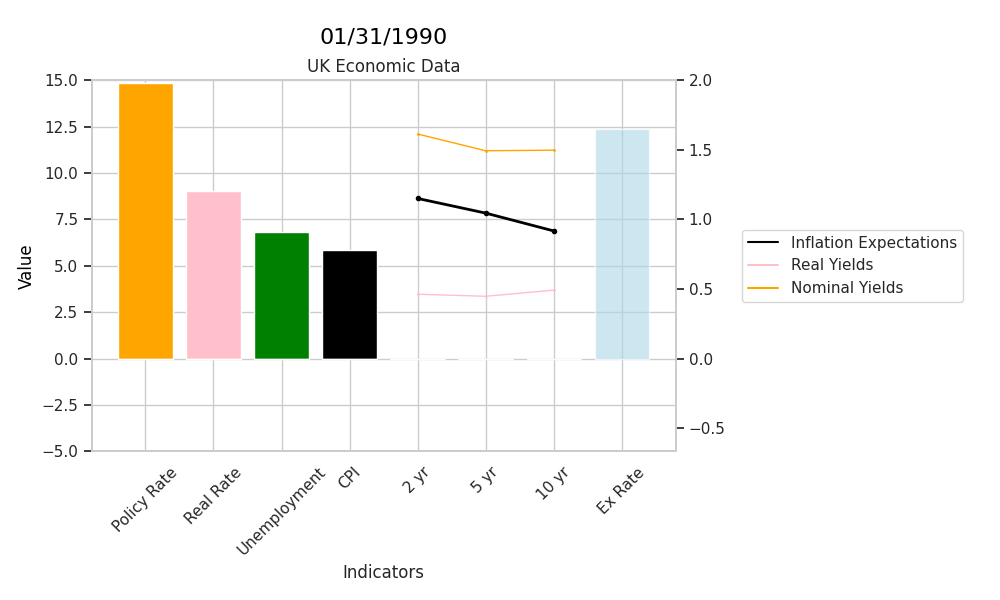 01/31/1990
UK Economic Data
15.0
12.5
10.0
7.5
5.0
2.5
0.0
−2.5
−5.0
Value
2.0
1.5
1.0
0.5
0.0
−0.5
Policy Rate
Real Rate
Unemployment
CPI
2 yr
5 yr
10 yr
Ex Rate
Indicators
Inflation Expectations
Real Yields
Nominal Yields